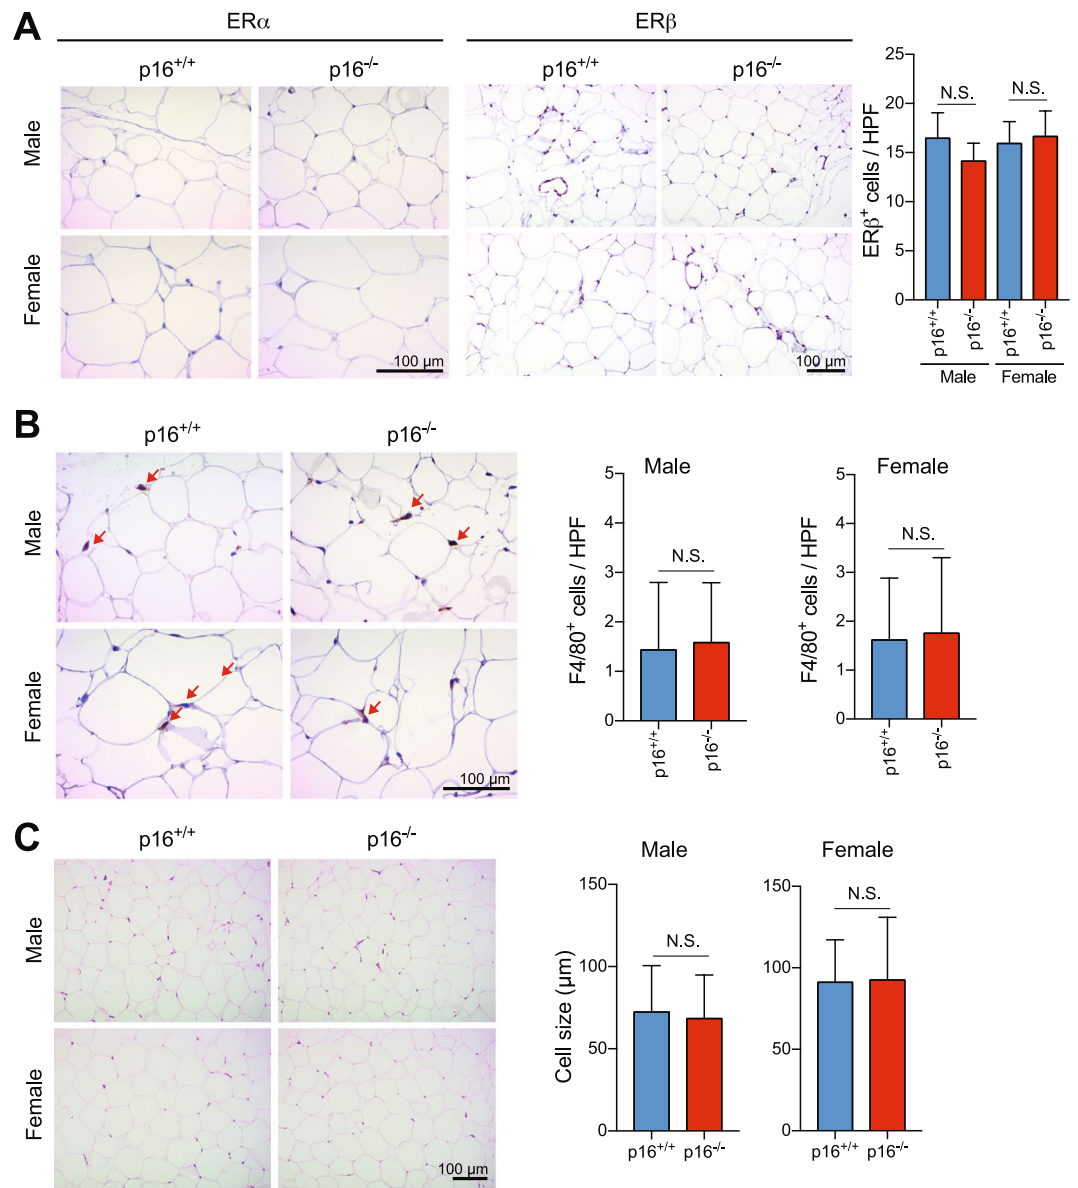 A
ERα
ERβ
p16+/+
p16-/-
p16+/+
p16-/-
Male
Female
100 µm
100 µm
ERβ+ cells / HPF
25
20
15
10
5
0
N.S.
N.S.
p16+/+
p16-/-
p16+/+
p16-/-
Male
Female
B
p16+/+
p16-/-
Male
Female
100 µm
Male
F4/80+ cells / HPF
5
4
3
2
1
0
N.S.
p16+/+
p16-/-
Female
F4/80+ cells / HPF
5
4
3
2
1
0
N.S.
p16+/+
p16-/-
C
p16+/+
p16-/-
Male
Female
100 µm
Male
Cell size (µm)
150
100
50
0
N.S.
p16+/+ p16-/-
Female
150
100
50
0
N.S.
p16+/+ p16-/-